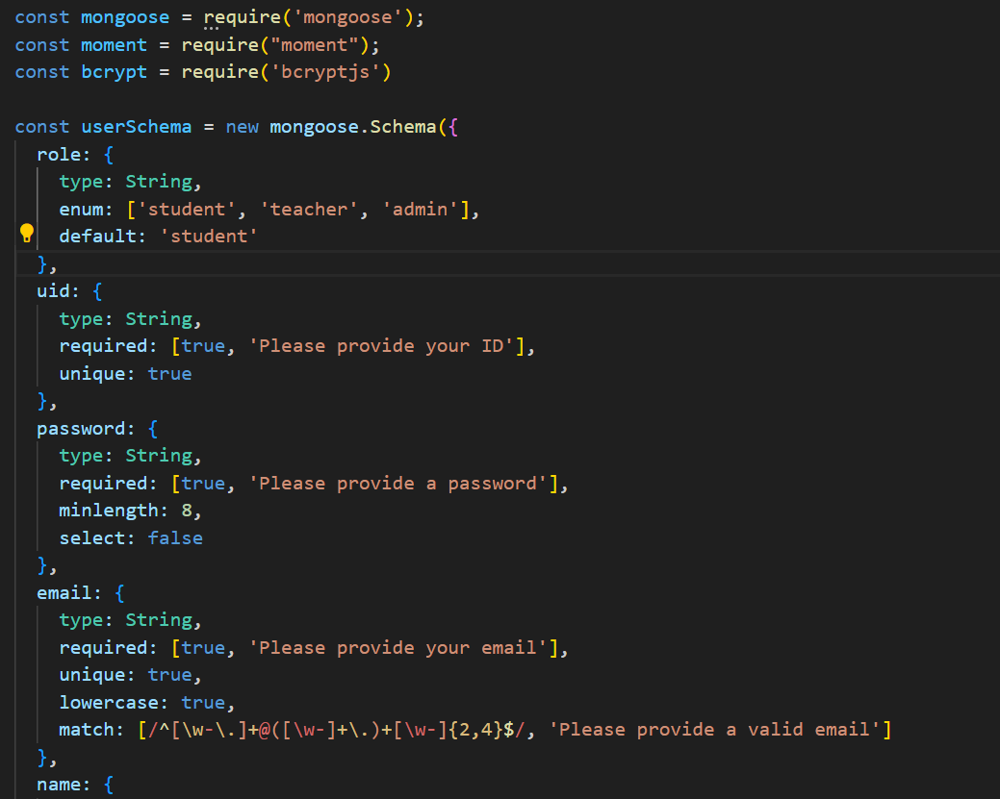 const mongoose = require('mongoose');
const moment = require("moment");
const bcrypt = require('bcryptjs')

const userSchema = new mongoose.Schema({
  role: {
    type: String,
    enum: ['student', 'teacher', 'admin'],
    default: 'student'
  },
  uid: {
    type: String,
    required: [true, 'Please provide your ID'],
    unique: true
  },
  password: {
    type: String,
    required: [true, 'Please provide a password'],
    minlength: 8,
    select: false
  },
  email: {
    type: String,
    required: [true, 'Please provide your email'],
    unique: true,
    lowercase: true,
    match: [/^[\w-\.]+@([\w-]+\.)+[\w-]{2,4}$/, 'Please provide a valid email']
  },
  name: {